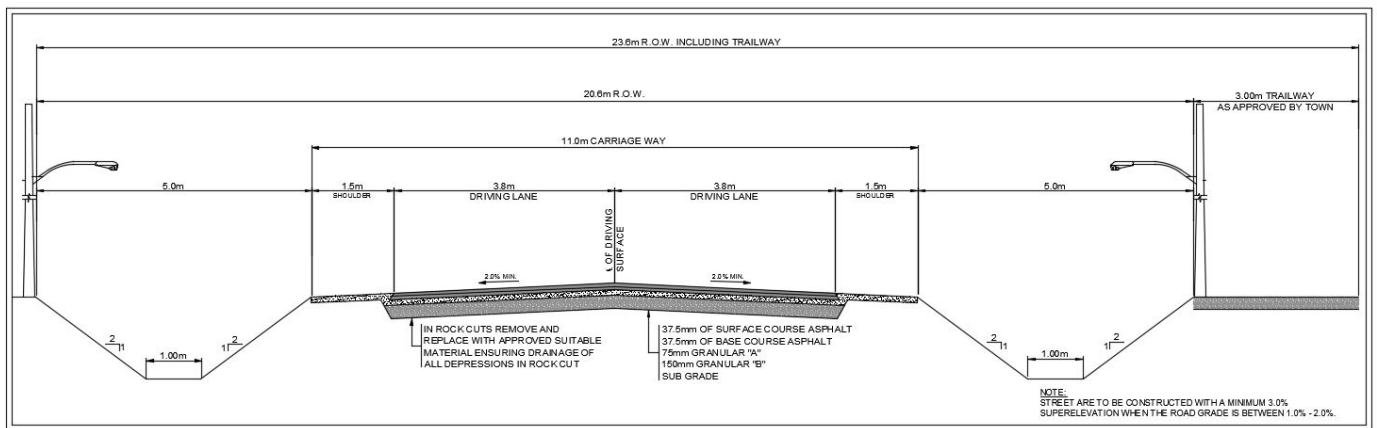 23.6m R.O.W. INCLUDING TRAILWAY
20.6m R.O.W.
3.00m TRAILWAY
AS APPROVED BY TOWN
11.0m CARRIAGE WAY
5.0m
1.5m
SHOULDER
3.8m
DRIVING LANE
3.8m
DRIVING LANE
1.5m
SHOULDER
5.0m
℄ OF DRIVING
SURFACE
2.0% MIN.
2.0% MIN.
2
1
1.00m
2
1
IN ROCK CUTS REMOVE AND
REPLACE WITH APPROVED SUITABLE
MATERIAL ENSURING DRAINAGE OF
ALL DEPRESSIONS IN ROCK CUT
37.5mm OF SURFACE COURSE ASPHALT
37.5mm OF BASE COURSE ASPHALT
75mm GRANULAR "A"
150mm GRANULAR "B"
SUB GRADE
2
1
1.00m
2
1
NOTE:
STREET ARE TO BE CONSTRUCTED WITH A MINIMUM 3.0%
SUPERELEVATION WHEN THE ROAD GRADE IS BETWEEN 1.0% - 2.0%.